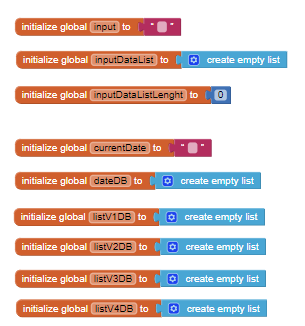 initialize global input to " "
initialize global inputDataList to create empty list
initialize global inputDataListLenght to 0
initialize global currentDate to " "
initialize global dateDB to create empty list
initialize global listV1DB to create empty list
initialize global listV2DB to create empty list
initialize global listV3DB to create empty list
initialize global listV4DB to create empty list